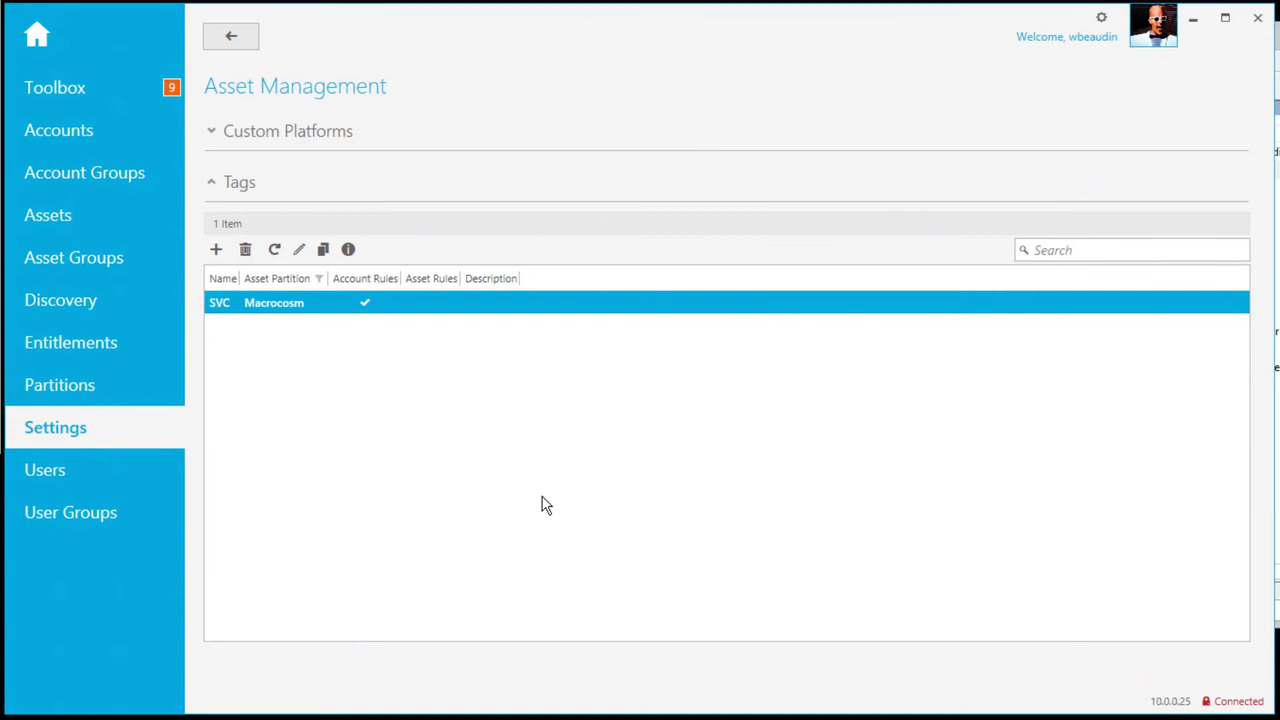 Welcome, wbeaudin
Toolbox 9
Accounts
Account Groups
Assets
Asset Groups
Discovery
Entitlements
Partitions
Settings
Users
User Groups
Asset Management
Custom Platforms
Tags
1 Item
Search
Name Asset Partition Account Rules Asset Rules Description
SVC Macrocosm
10.0.0.25 Connected